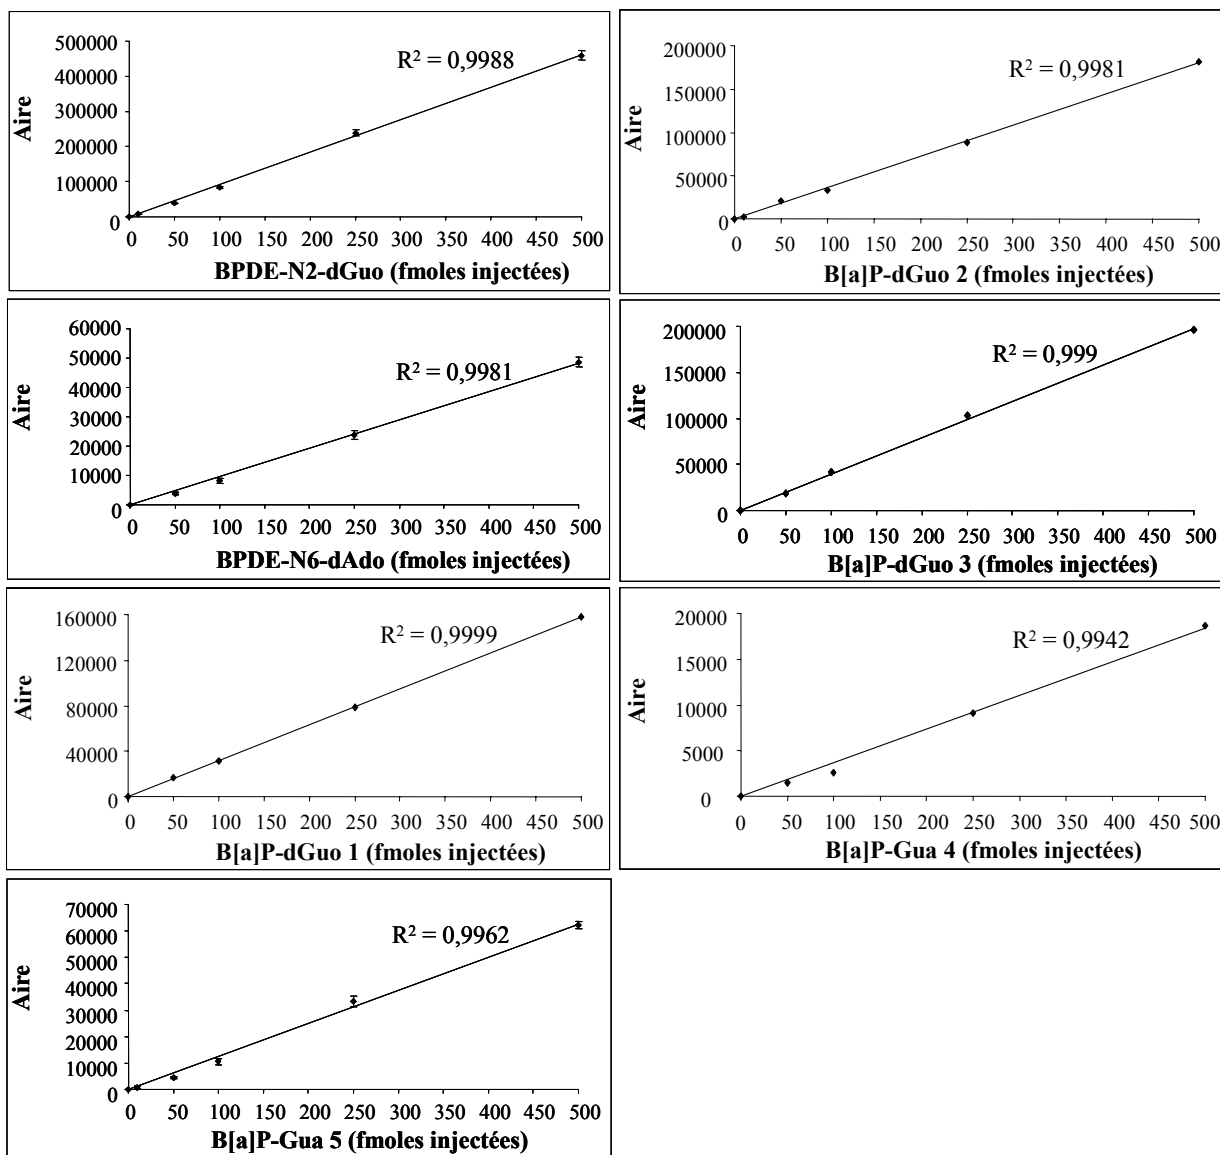 500000
400000
300000
200000
100000
0
Aire
R² = 0,9988
0 50 100 150 200 250 300 350 400 450 500
BPDE-N2-dGuo (fmoles injectées)
200000
150000
100000
50000
0
Aire
R² = 0,9981
0 50 100 150 200 250 300 350 400 450 500
B[a]P-dGuo 2 (fmoles injectées)
60000
50000
40000
30000
20000
10000
0
Aire
R² = 0,9981
0 50 100 150 200 250 300 350 400 450 500
BPDE-N6-dAdo (fmoles injectées)
200000
150000
100000
50000
0
Aire
R² = 0,999
0 50 100 150 200 250 300 350 400 450 500
B[a]P-dGuo 3 (fmoles injectées)
160000
120000
80000
40000
0
Aire
R² = 0,9999
0 50 100 150 200 250 300 350 400 450 500
B[a]P-dGuo 1 (fmoles injectées)
20000
15000
10000
5000
0
Aire
R² = 0,9942
0 50 100 150 200 250 300 350 400 450 500
B[a]P-Gua 4 (fmoles injectées)
70000
60000
50000
40000
30000
20000
10000
0
Aire
R² = 0,9962
0 50 100 150 200 250 300 350 400 450 500
B[a]P-Gua 5 (fmoles injectées)